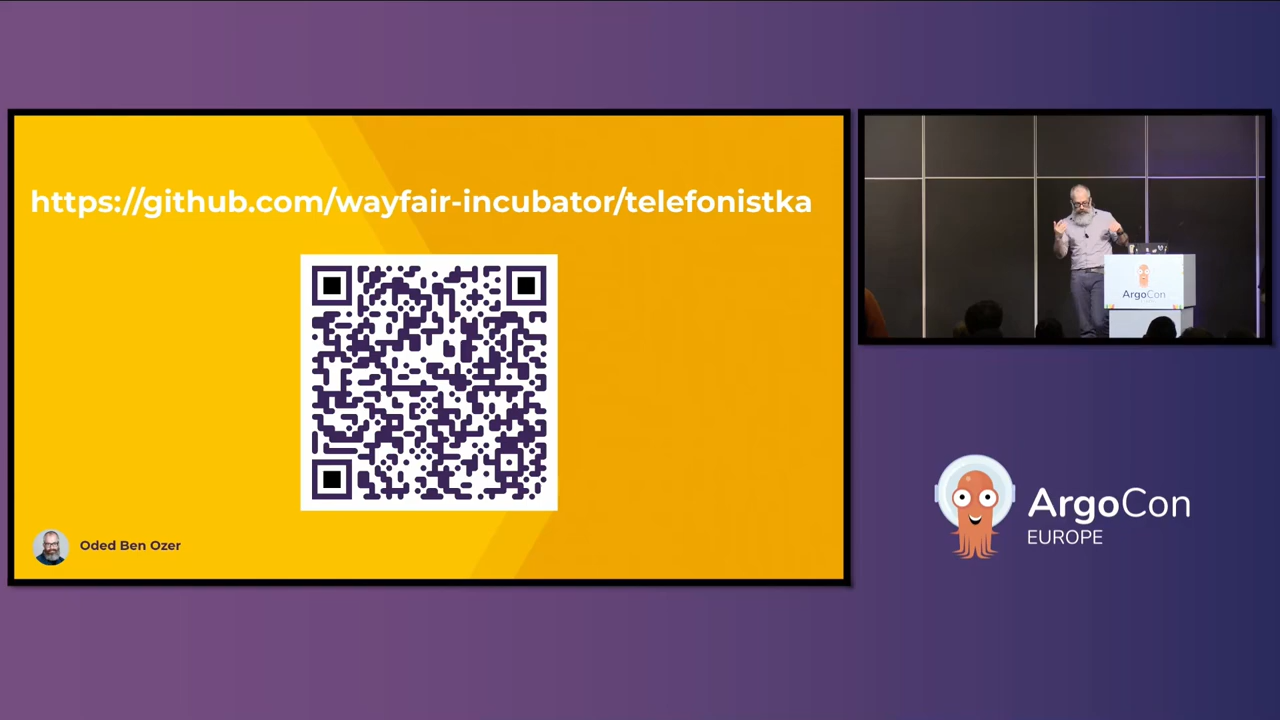 https://github.com/wayfair-incubator/telefonistka
Oded Ben Ozer
ArgoCon
ArgoCon
EUROPE